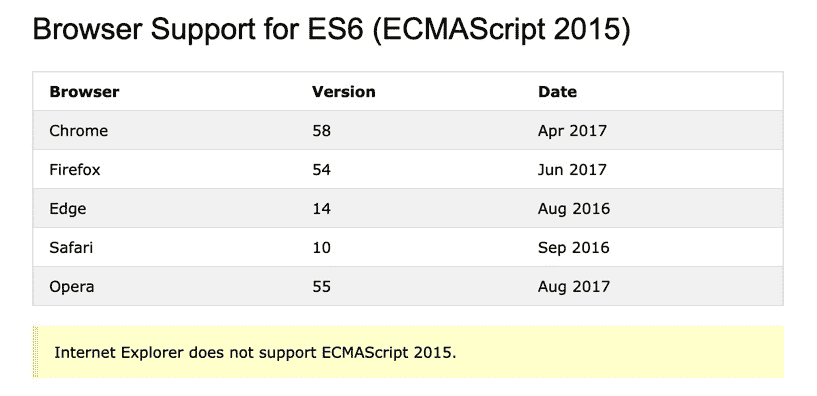 Browser Support for ES6 (ECMAScript 2015)
Browser Version Date
Chrome 58 Apr 2017
Firefox 54 Jun 2017
Edge 14 Aug 2016
Safari 10 Sep 2016
Opera 55 Aug 2017
Internet Explorer does not support ECMAScript 2015.